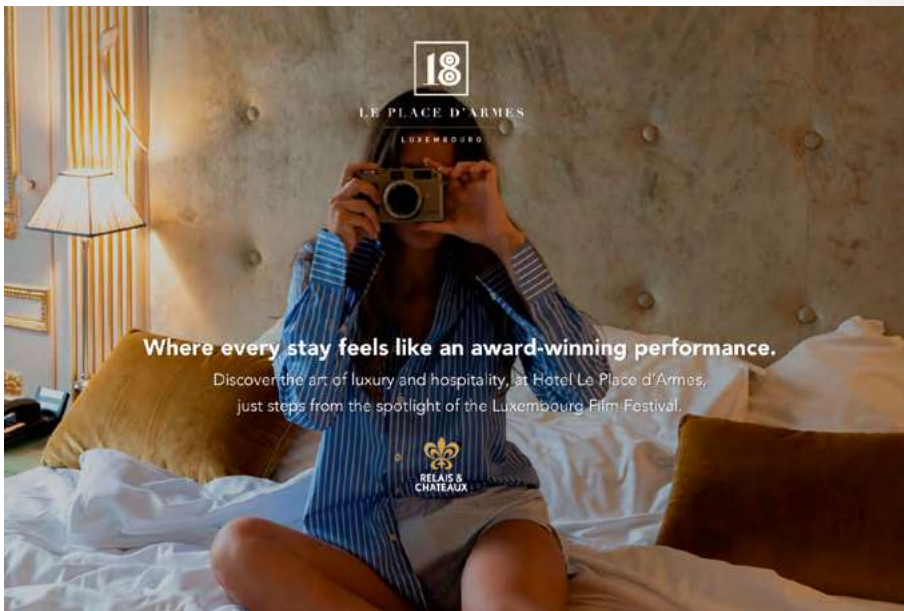 18
LE PLACE D'ARMES
LUXEMBOURG
Where every stay feels like an award-winning performance.
Discover the art of luxury and hospitality, at Hotel Le Place d'Armes,
just steps from the spotlight of the Luxembourg Film Festival.
RELAIS &
CHATEAUX